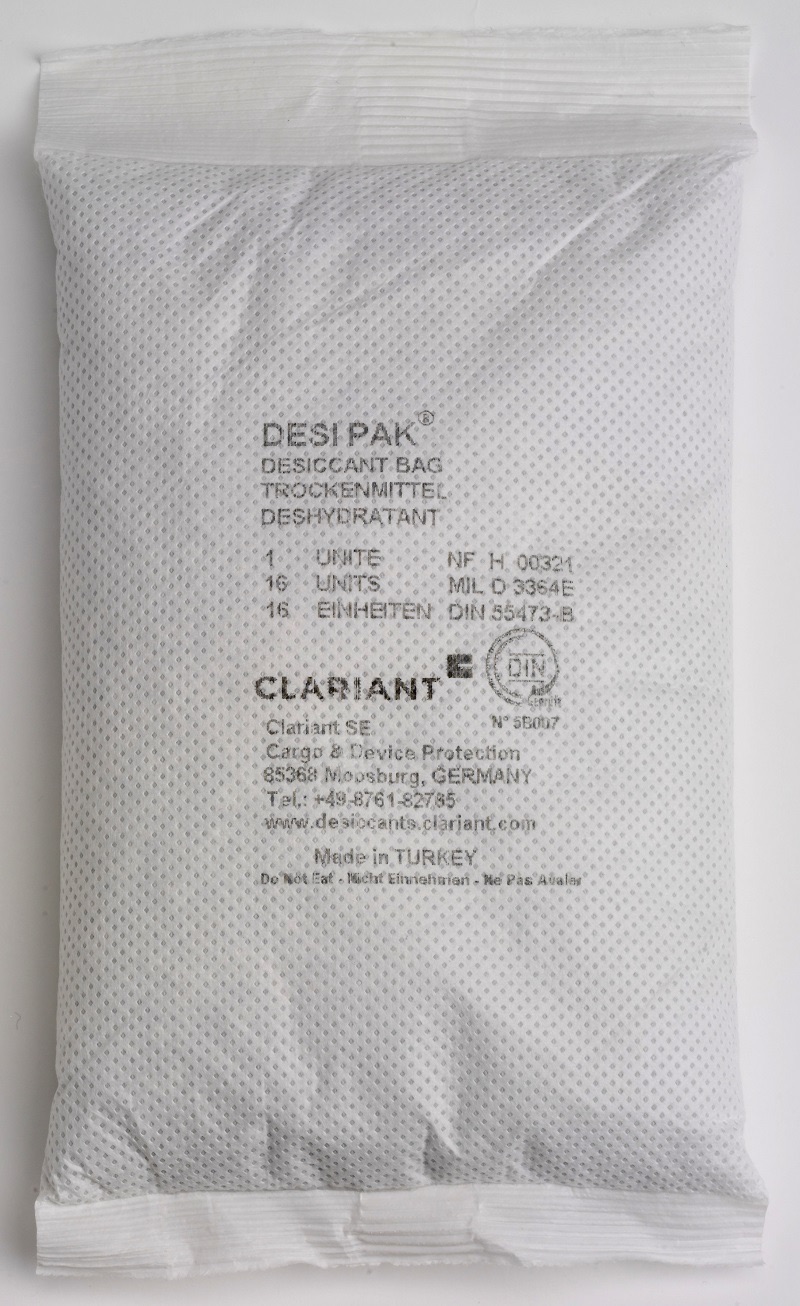 DESI PAK®
DESICCANT BAG
TROCKENMITTEL
DESHYDRATANT
1 UNITE NF H 00321
16 UNITS MIL D 3364E
16 EINHEITEN DIN 55473-B
CLARIANT
DIN
N° 5B007
Clariant SE
Cargo & Device Protection
85368 Moosburg, GERMANY
Tel.: +49-8761-82785
www.desiccants.clariant.com
Made in TURKEY
Do Not Eat - Nicht Einnehmen - Ne Pas Avaler